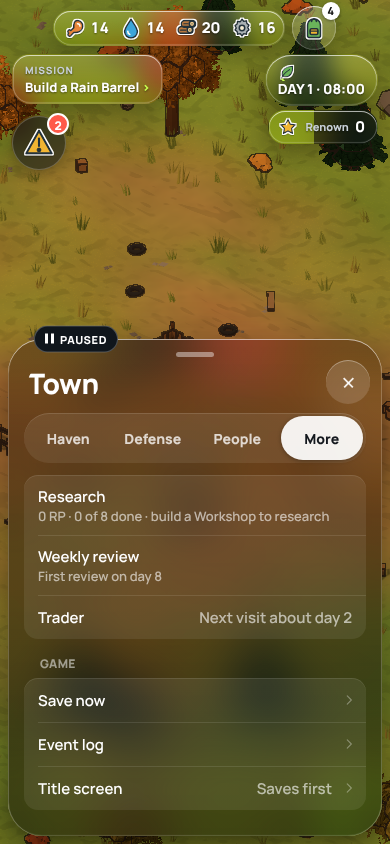 14 14 20 16 4
MISSION
Build a Rain Barrel ›
DAY 1 · 08:00
2
Renown 0
PAUSED
Town
Haven Defense People More
Research
0 RP · 0 of 8 done · build a Workshop to research
Weekly review
First review on day 8
Trader Next visit about day 2
GAME
Save now
Event log
Title screen Saves first